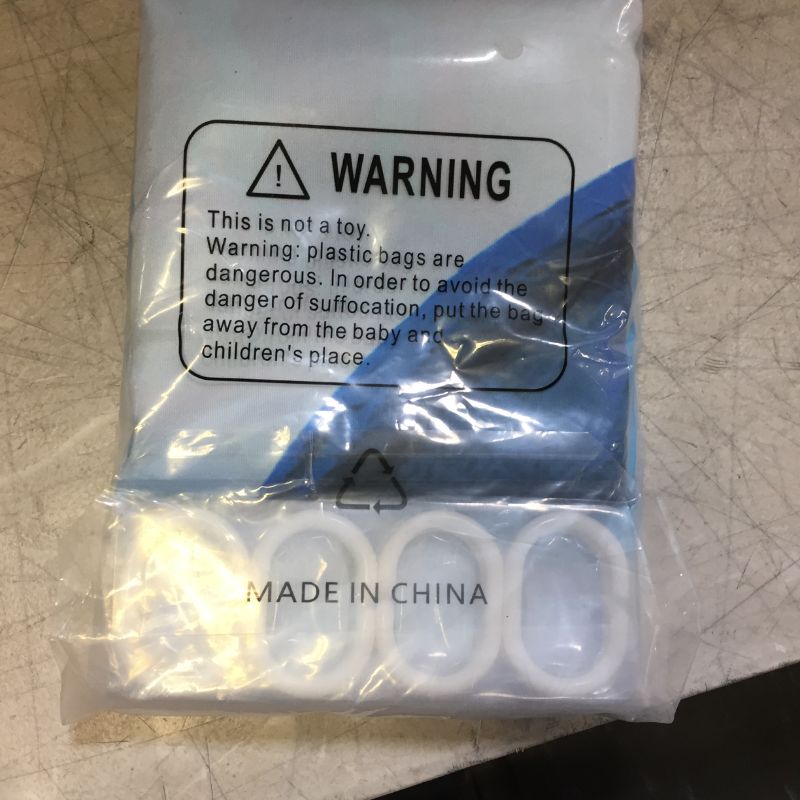 ! WARNING
This is not a toy.
Warning: plastic bags are
dangerous. In order to avoid the
danger of suffocation, put the bag
away from the baby and
children's place.
MADE IN CHINA